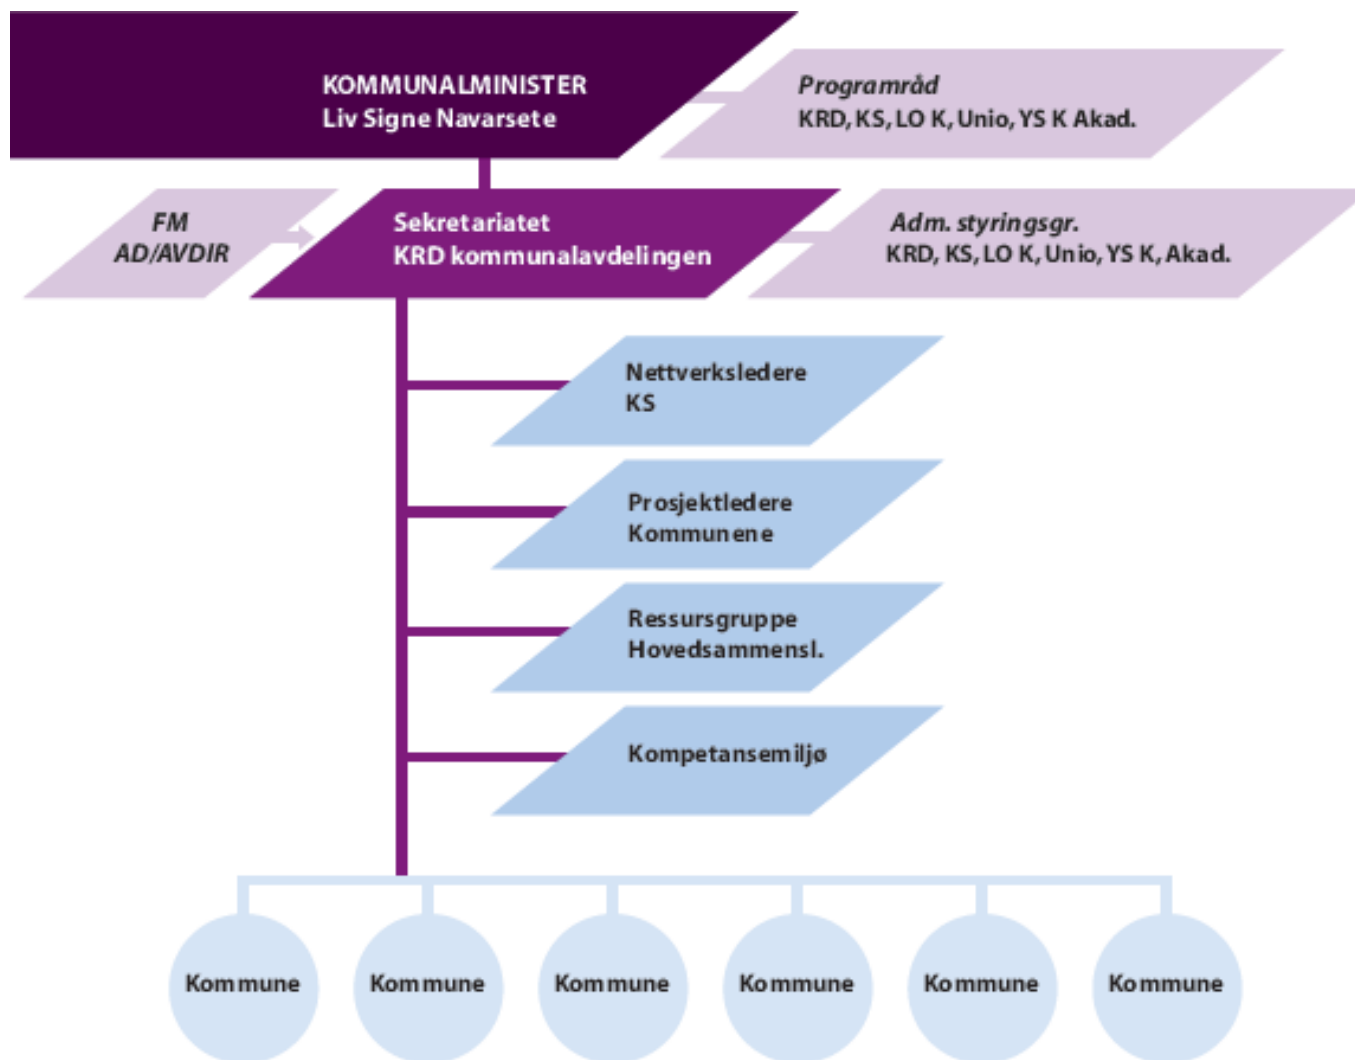 KOMMUNALMINISTER
Liv Signe Navarsete
Programråd
KRD, KS, LO K, Unio, YS K Akad.
FM
AD/AVDIR
Sekretariatet
KRD kommunalavdelingen
Adm. styringsgr.
KRD, KS, LO K, Unio, YS K, Akad.
Nettverksledere
KS
Prosjektledere
Kommunene
Ressursgruppe
Hovedsammensl.
Kompetansemiljø
Kommune
Kommune
Kommune
Kommune
Kommune
Kommune